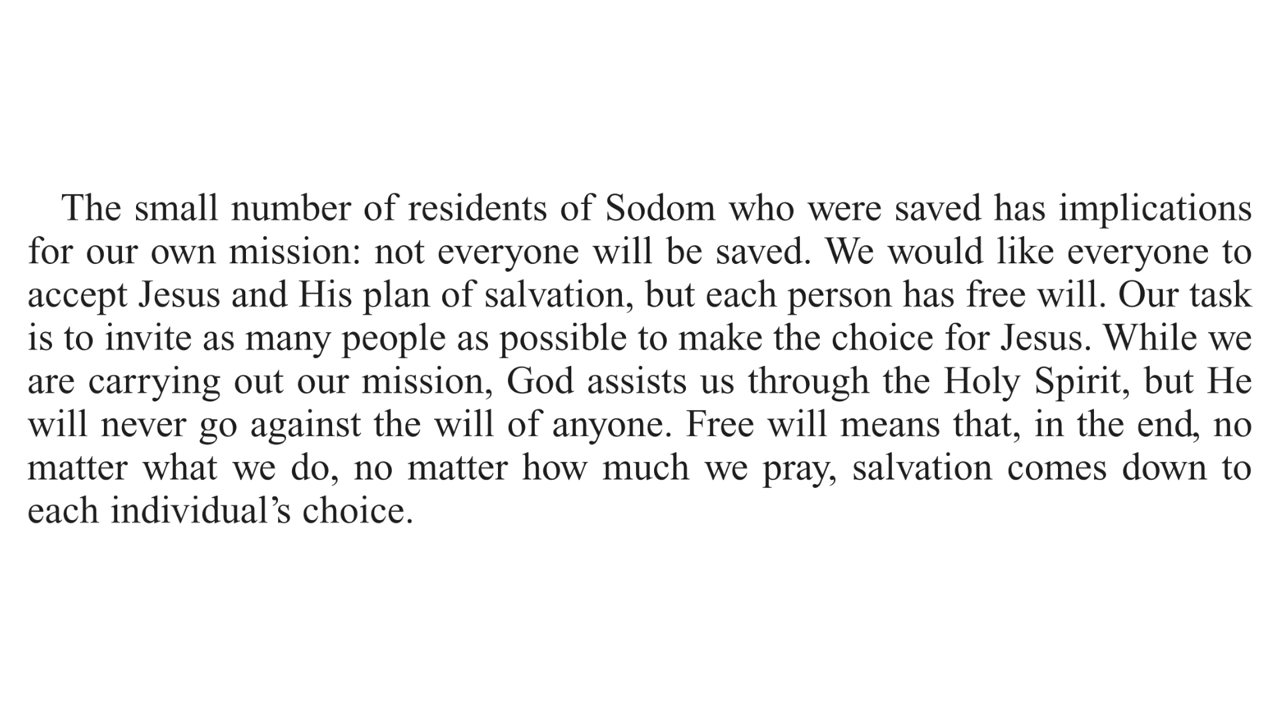 The small number of residents of Sodom who were saved has implications
for our own mission: not everyone will be saved. We would like everyone to
accept Jesus and His plan of salvation, but each person has free will. Our task
is to invite as many people as possible to make the choice for Jesus. While we
are carrying out our mission, God assists us through the Holy Spirit, but He
will never go against the will of anyone. Free will means that, in the end, no
matter what we do, no matter how much we pray, salvation comes down to
each individual’s choice.